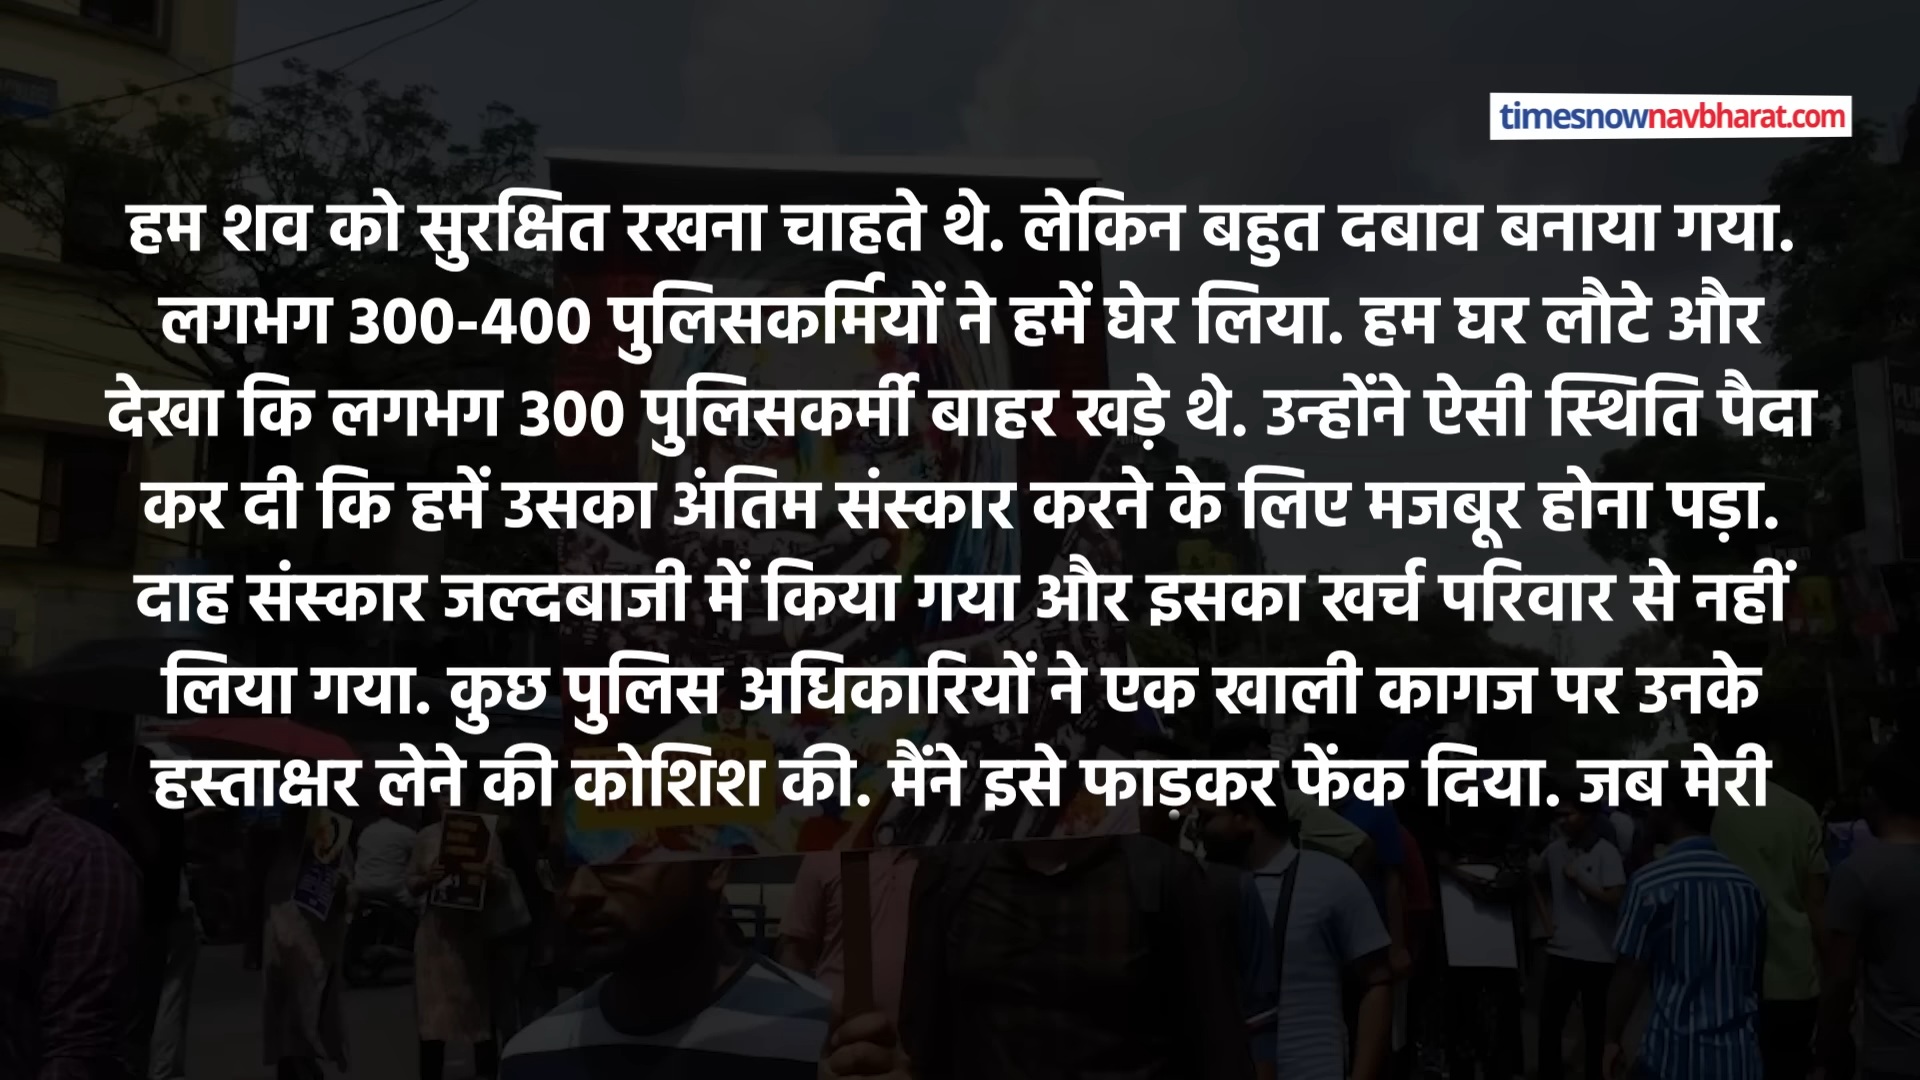 timesnownavbharat.com
हम शव को सुरक्षित रखना चाहते थे. लेकिन बहुत दबाव बनाया गया.
लगभग 300-400 पुलिसकर्मियों ने हमें घेर लिया. हम घर लौटे और
देखा कि लगभग 300 पुलिसकर्मी बाहर खड़े थे. उन्होंने ऐसी स्थिति पैदा
कर दी कि हमें उसका अंतिम संस्कार करने के लिए मजबूर होना पड़ा.
दाह संस्कार जल्दबाजी में किया गया और इसका खर्च परिवार से नहीं
लिया गया. कुछ पुलिस अधिकारियों ने एक खाली कागज पर उनके
हस्ताक्षर लेने की कोशिश की. मैंने इसे फाड़कर फेंक दिया. जब मेरी